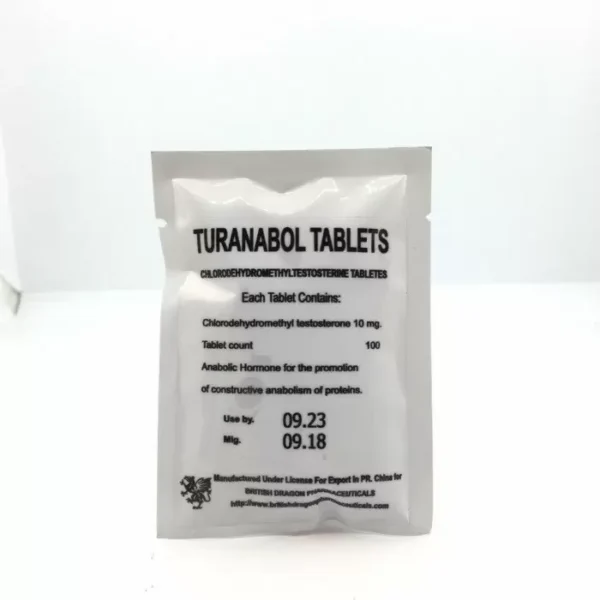 TURANABOL TABLETS
CHLORODEHYDROMETHYLTESTOSTERINE TABLETES
Each Tablet Contains:
Chlorodehydromethyl testosterone 10 mg.
Tablet count 100
Anabolic Hormone for the promotion
of constructive anabolism of proteins.
Use by. 09.23
Mfg. 09.18
Manufactured Under License For Export in PR. China for
BRITISH DRAGON